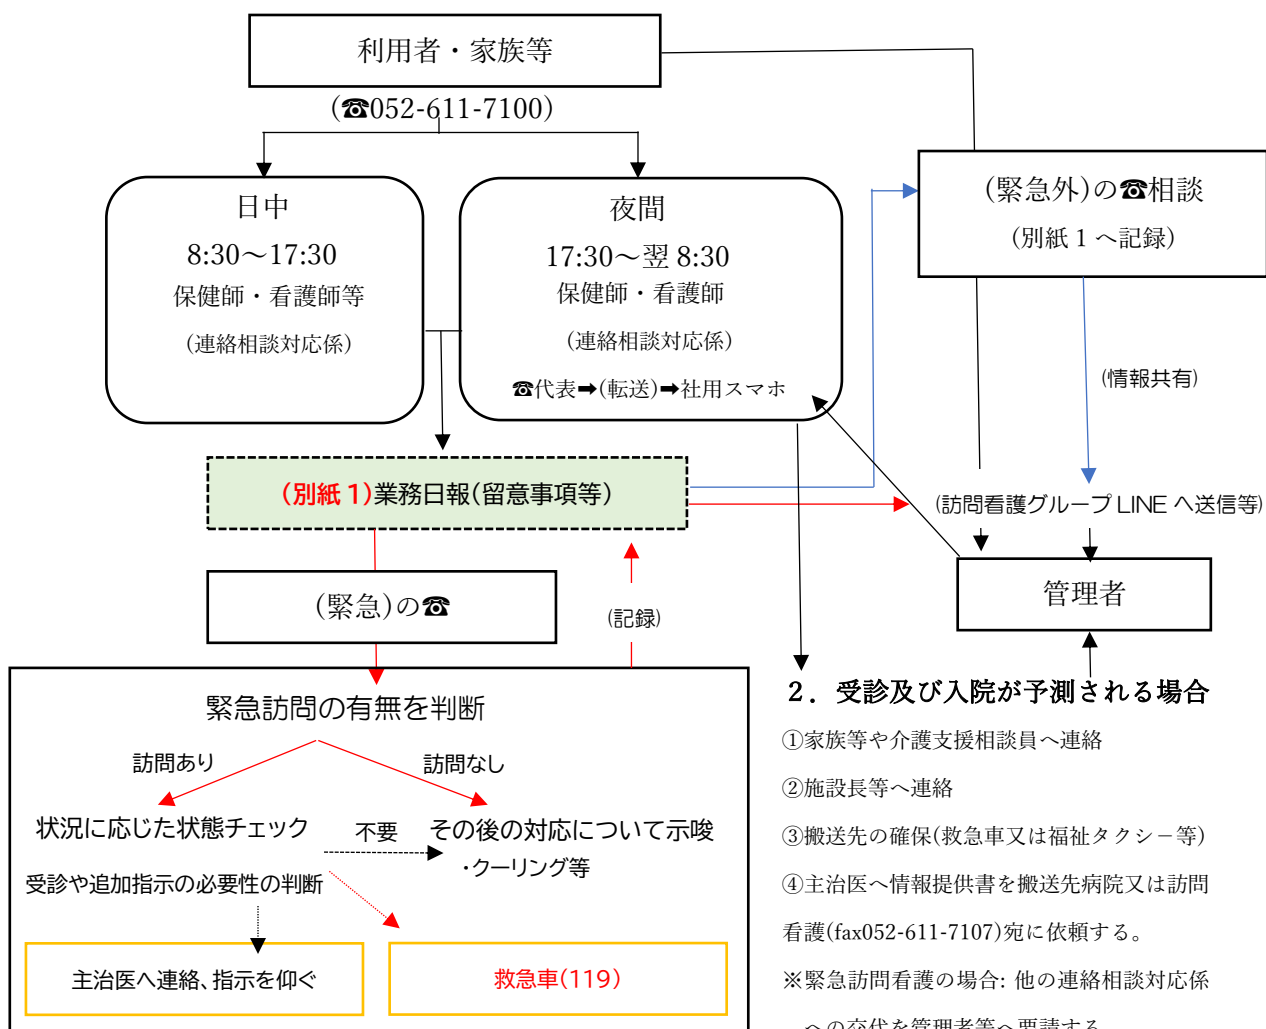 利用者・家族等
(☎052-611-7100)
日中
8:30～17:30
保健師・看護師等
(連絡相談対応係)
夜間
17:30～翌 8:30
保健師・看護師
(連絡相談対応係)
☎代表➡(転送)➡社用スマホ
(緊急外)の☎相談
(別紙 1 へ記録)
(情報共有)
(別紙 1)業務日報(留意事項等)
(訪問看護グループ LINE へ送信等)
(緊急)の☎
(記録)
管理者
緊急訪問の有無を判断
訪問あり
訪問なし
状況に応じた状態チェック
不要
その後の対応について示唆
・クーリング等
受診や追加指示の必要性の判断
主治医へ連絡、指示を仰ぐ
救急車(119)
２．受診及び入院が予測される場合
①家族等や介護支援相談員へ連絡
②施設長等へ連絡
③搬送先の確保(救急車又は福祉タクシ－等)
④主治医へ情報提供書を搬送先病院又は訪問
看護(fax052-611-7107)宛に依頼する。
※緊急訪問看護の場合: 他の連絡相談対応係
への交代を管理者等へ要請する